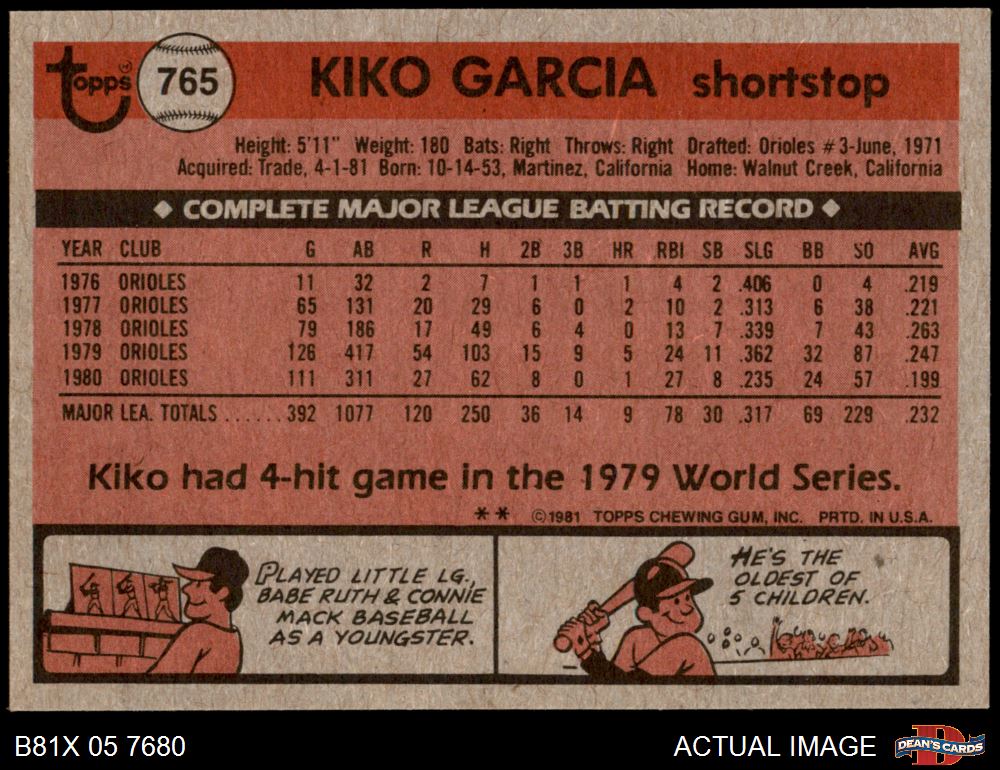 topps 765 KIKO GARCIA shortstop
Height: 5'11" Weight: 180 Bats: Right Throws: Right Drafted: Orioles #3-June, 1971
Acquired: Trade, 4-1-81 Born: 10-14-53, Martinez, California Home: Walnut Creek, California
◆ COMPLETE MAJOR LEAGUE BATTING RECORD ◆
YEAR CLUB G AB R H 2B 3B HR RBI SB SLG BB SO AVG
1976 ORIOLES 11 32 2 7 1 1 1 4 2 .406 0 4 .219
1977 ORIOLES 65 131 20 29 6 0 2 10 2 .313 6 38 .221
1978 ORIOLES 79 186 17 49 6 4 0 13 7 .339 7 43 .263
1979 ORIOLES 126 417 54 103 15 9 5 24 11 .362 32 87 .247
1980 ORIOLES 111 311 27 62 8 0 1 27 8 .235 24 57 .199
MAJOR LEA. TOTALS ...... 392 1077 120 250 36 14 9 78 30 .317 69 229 .232
Kiko had 4-hit game in the 1979 World Series.
** ©1981 TOPPS CHEWING GUM, INC. PRTD. IN U.S.A.
PLAYED LITTLE LG.,
BABE RUTH & CONNIE
MACK BASEBALL
AS A YOUNGSTER.
HE'S THE
OLDEST OF
5 CHILDREN.
B81X 05 7680 ACTUAL IMAGE D DEAN'S CARDS